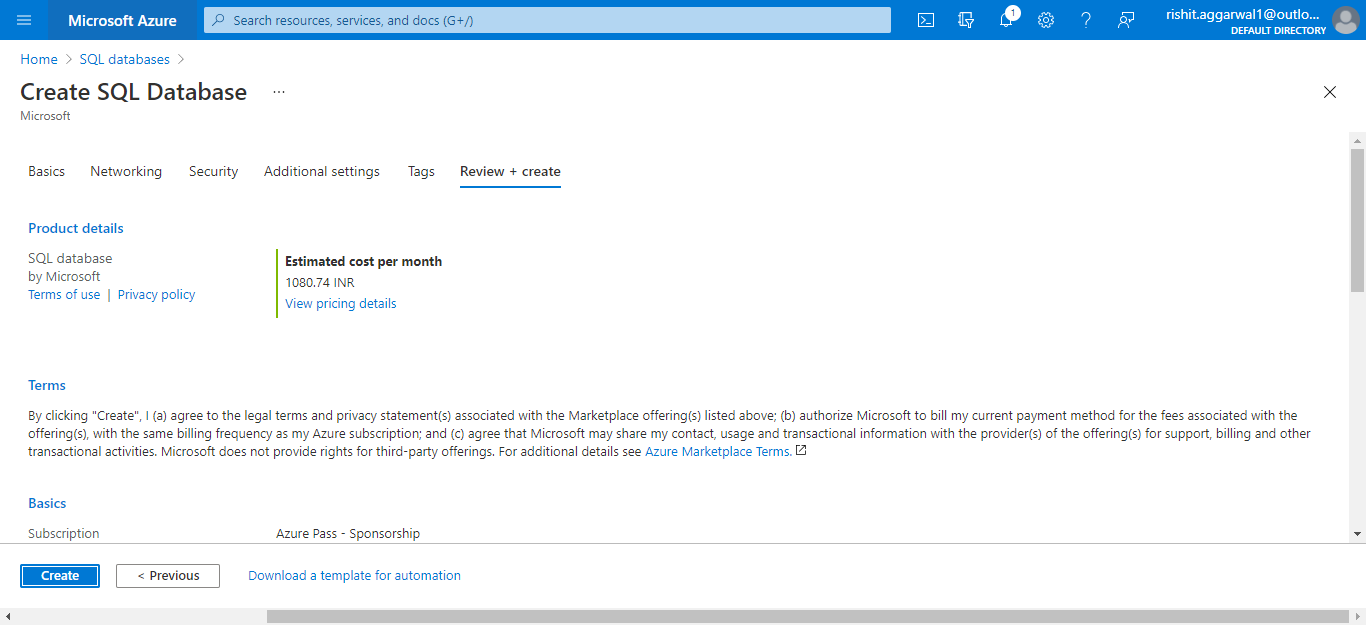 Microsoft Azure
Search resources, services, and docs (G+/)
1
rishit.aggarwal1@outlo...
DEFAULT DIRECTORY
Home > SQL databases >
Create SQL Database ...
Microsoft
Basics Networking Security Additional settings Tags Review + create
Product details
SQL database
by Microsoft
Terms of use | Privacy policy
Estimated cost per month
1080.74 INR
View pricing details
Terms
By clicking "Create", I (a) agree to the legal terms and privacy statement(s) associated with the Marketplace offering(s) listed above; (b) authorize Microsoft to bill my current payment method for the fees associated with the
offering(s), with the same billing frequency as my Azure subscription; and (c) agree that Microsoft may share my contact, usage and transactional information with the provider(s) of the offering(s) for support, billing and other
transactional activities. Microsoft does not provide rights for third-party offerings. For additional details see Azure Marketplace Terms.
Basics
Subscription Azure Pass - Sponsorship
Create < Previous Download a template for automation